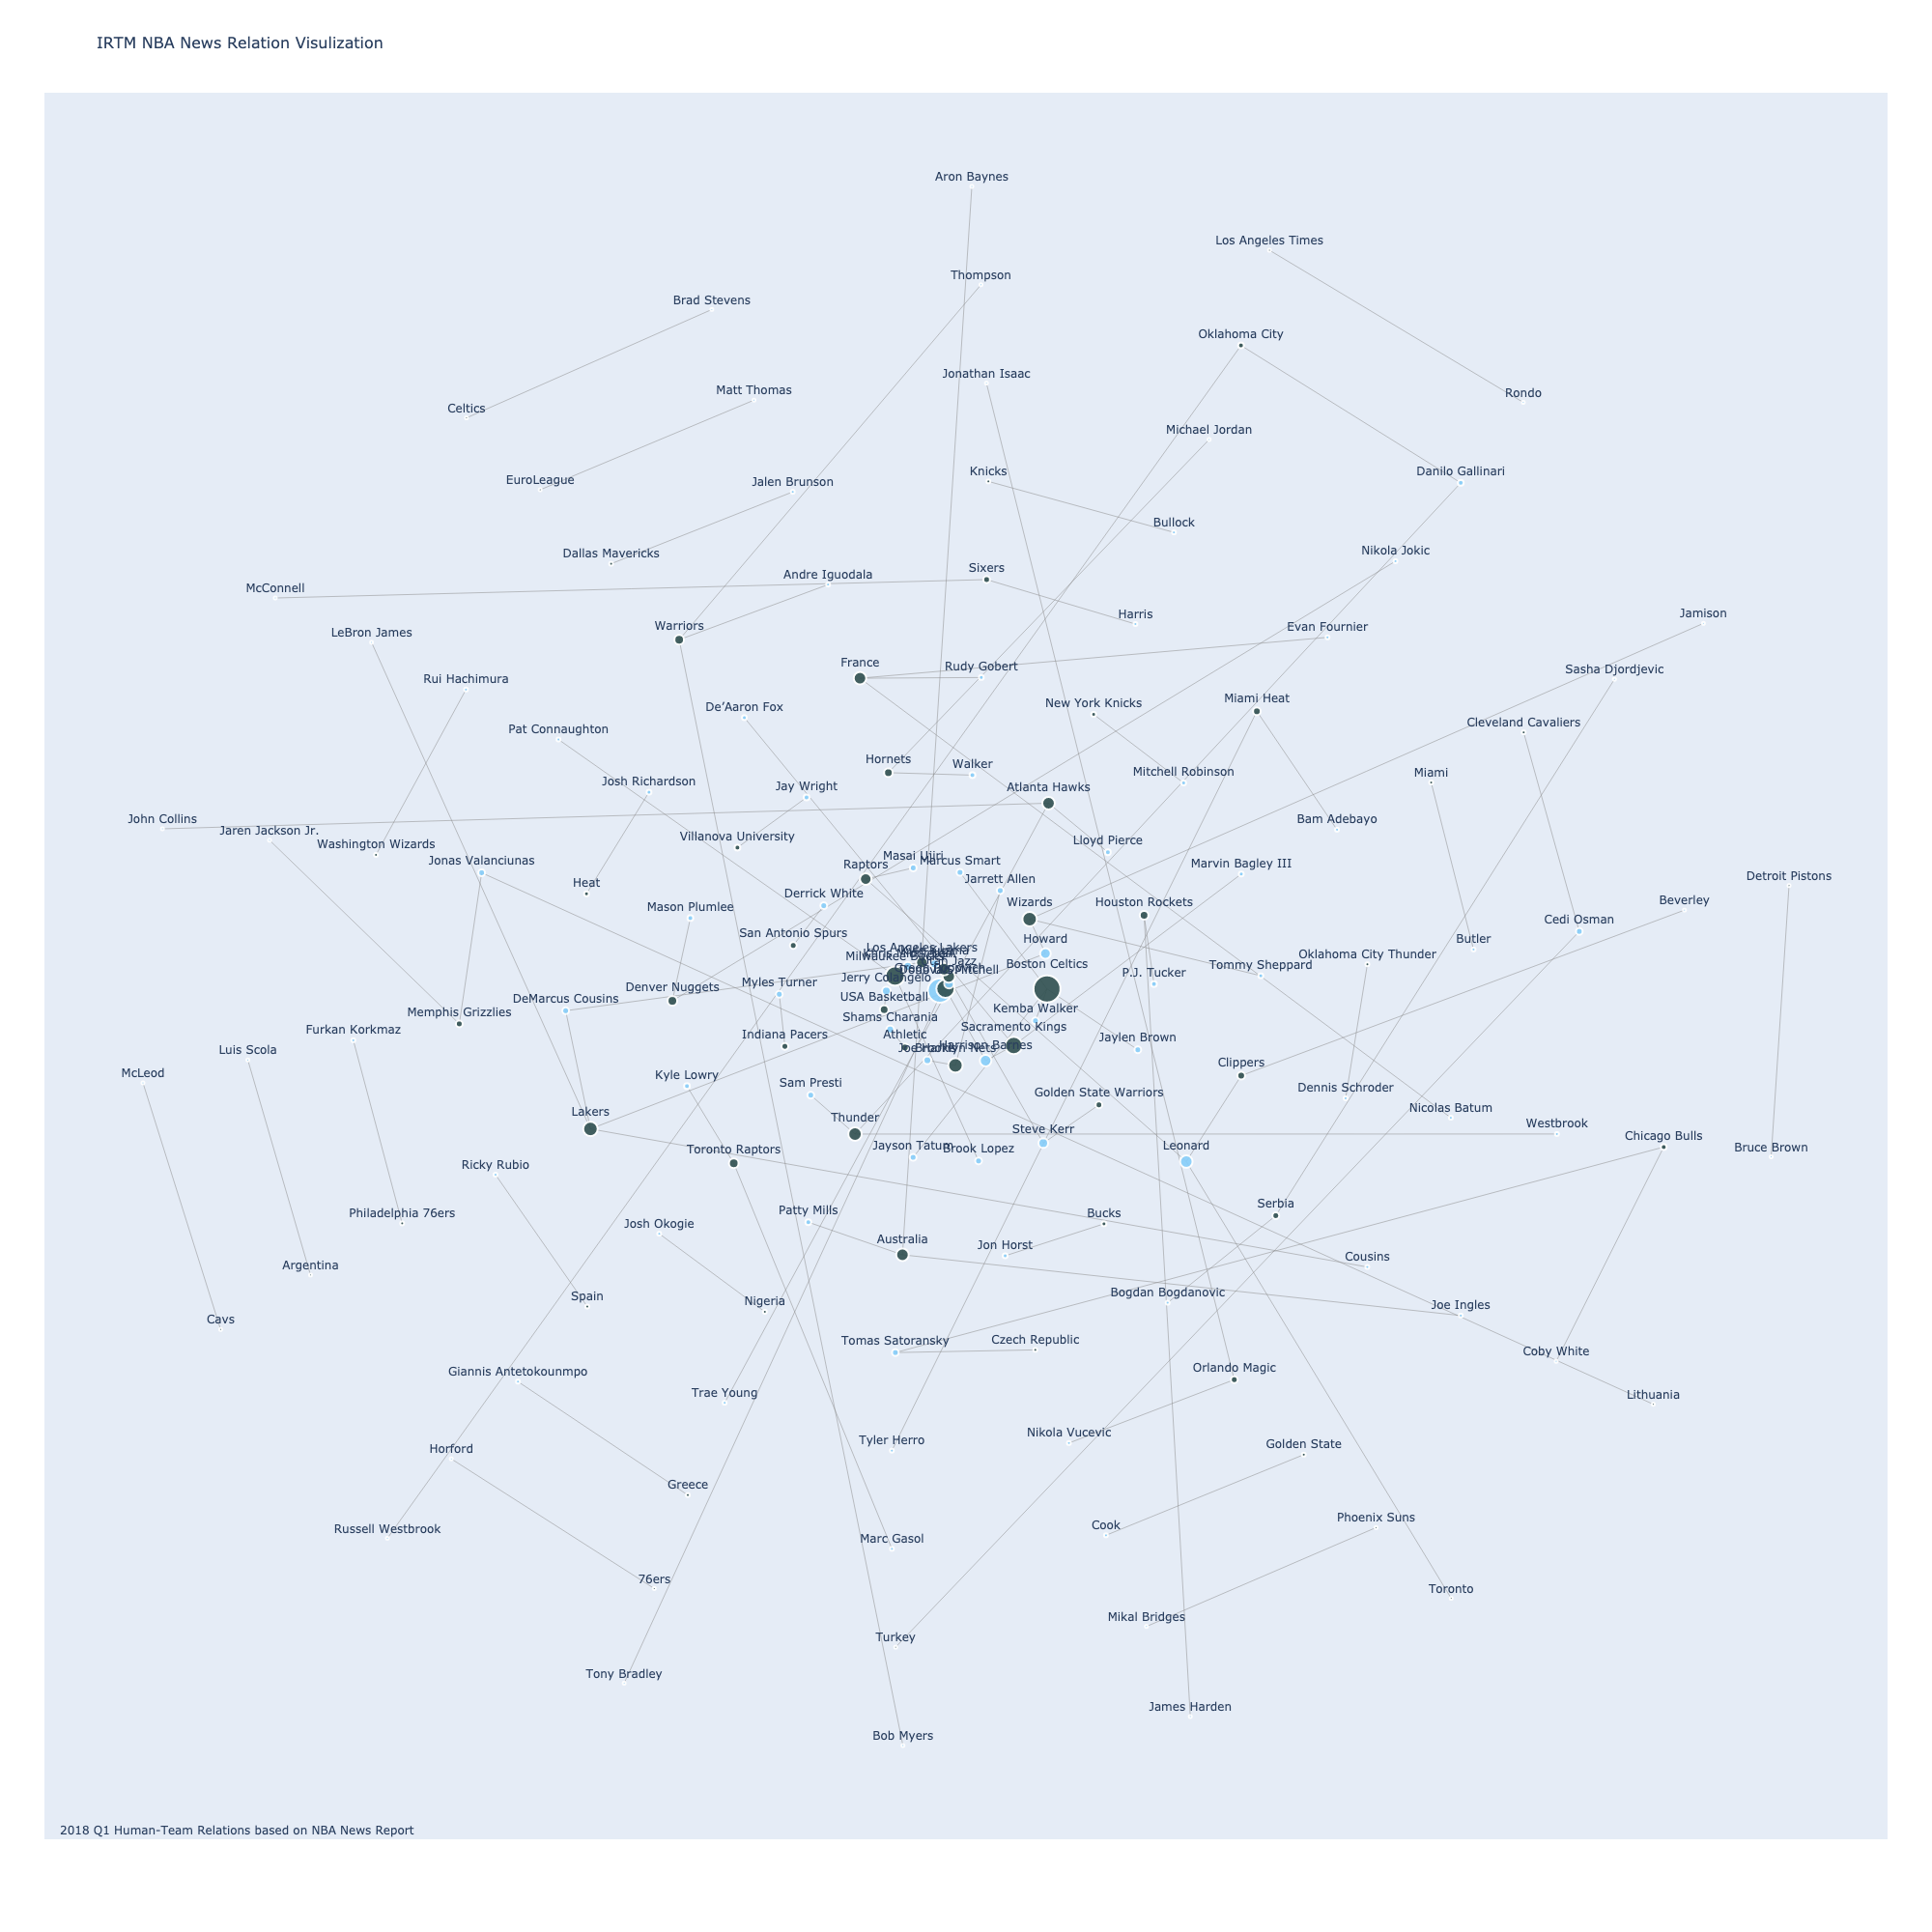 IRTM NBA News Relation Visulization
Aron Baynes
Los Angeles Times
Thompson
Brad Stevens
Oklahoma City
Jonathan Isaac
Matt Thomas
Rondo
Celtics
Michael Jordan
Knicks
Danilo Gallinari
EuroLeague
Jalen Brunson
Bullock
Dallas Mavericks
Nikola Jokic
Sixers
Andre Iguodala
McConnell
Harris
Jamison
Warriors
Evan Fournier
LeBron James
France
Rudy Gobert
Sasha Djordjevic
Rui Hachimura
Miami Heat
New York Knicks
De'Aaron Fox
Cleveland Cavaliers
Pat Connaughton
Hornets
Walker
Mitchell Robinson
Miami
Josh Richardson
Jay Wright
Atlanta Hawks
John Collins
Bam Adebayo
Jaren Jackson Jr.
Villanova University
Lloyd Pierce
Washington Wizards
Jonas Valanciunas
Masai Ujiri
Marcus Smart
Raptors
Marvin Bagley III
Jarrett Allen
Detroit Pistons
Heat
Derrick White
Wizards
Houston Rockets
Beverley
Mason Plumlee
Cedi Osman
San Antonio Spurs
Howard
Butler
Los Angeles Lakers
Oklahoma City Thunder
Boston Celtics
Tommy Sheppard
P.J. Tucker
Jerry Colangelo
Myles Turner
Denver Nuggets
USA Basketball
DeMarcus Cousins
Kemba Walker
Memphis Grizzlies
Shams Charania
Sacramento Kings
Furkan Korkmaz
Indiana Pacers
Athletic
Jaylen Brown
Harrison Barnes
Luis Scola
Clippers
McLeod
Kyle Lowry
Sam Presti
Dennis Schroder
Golden State Warriors
Nicolas Batum
Lakers
Thunder
Westbrook
Steve Kerr
Chicago Bulls
Jayson Tatum
Brook Lopez
Leonard
Toronto Raptors
Bruce Brown
Ricky Rubio
Serbia
Patty Mills
Philadelphia 76ers
Bucks
Josh Okogie
Australia
Jon Horst
Cousins
Argentina
Bogdan Bogdanovic
Spain
Nigeria
Joe Ingles
Cavs
Tomas Satoransky
Czech Republic
Coby White
Orlando Magic
Giannis Antetokounmpo
Trae Young
Lithuania
Nikola Vucevic
Tyler Herro
Golden State
Horford
Greece
Phoenix Suns
Cook
Russell Westbrook
Marc Gasol
76ers
Toronto
Mikal Bridges
Turkey
Tony Bradley
James Harden
Bob Myers
2018 Q1 Human-Team Relations based on NBA News Report